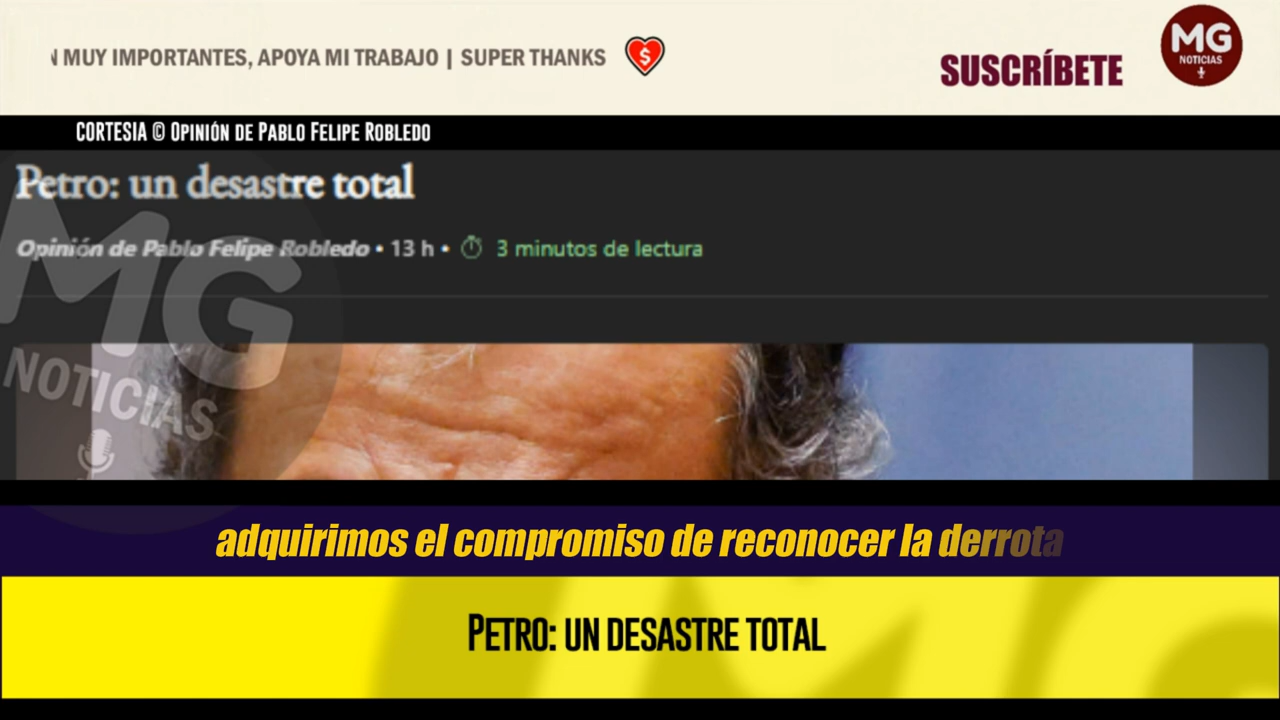 N MUY IMPORTANTES, APOYA MI TRABAJO | SUPER THANKS
$
SUSCRÍBETE
MG
NOTICIAS
CORTESIA © OPINIÓN DE PABLO FELIPE ROBLEDO
Petro: un desastre total
Opinión de Pablo Felipe Robledo • 13 h • 3 minutos de lectura
MG
NOTICIAS
adquirimos el compromiso de reconocer la derrota
PETRO: UN DESASTRE TOTAL